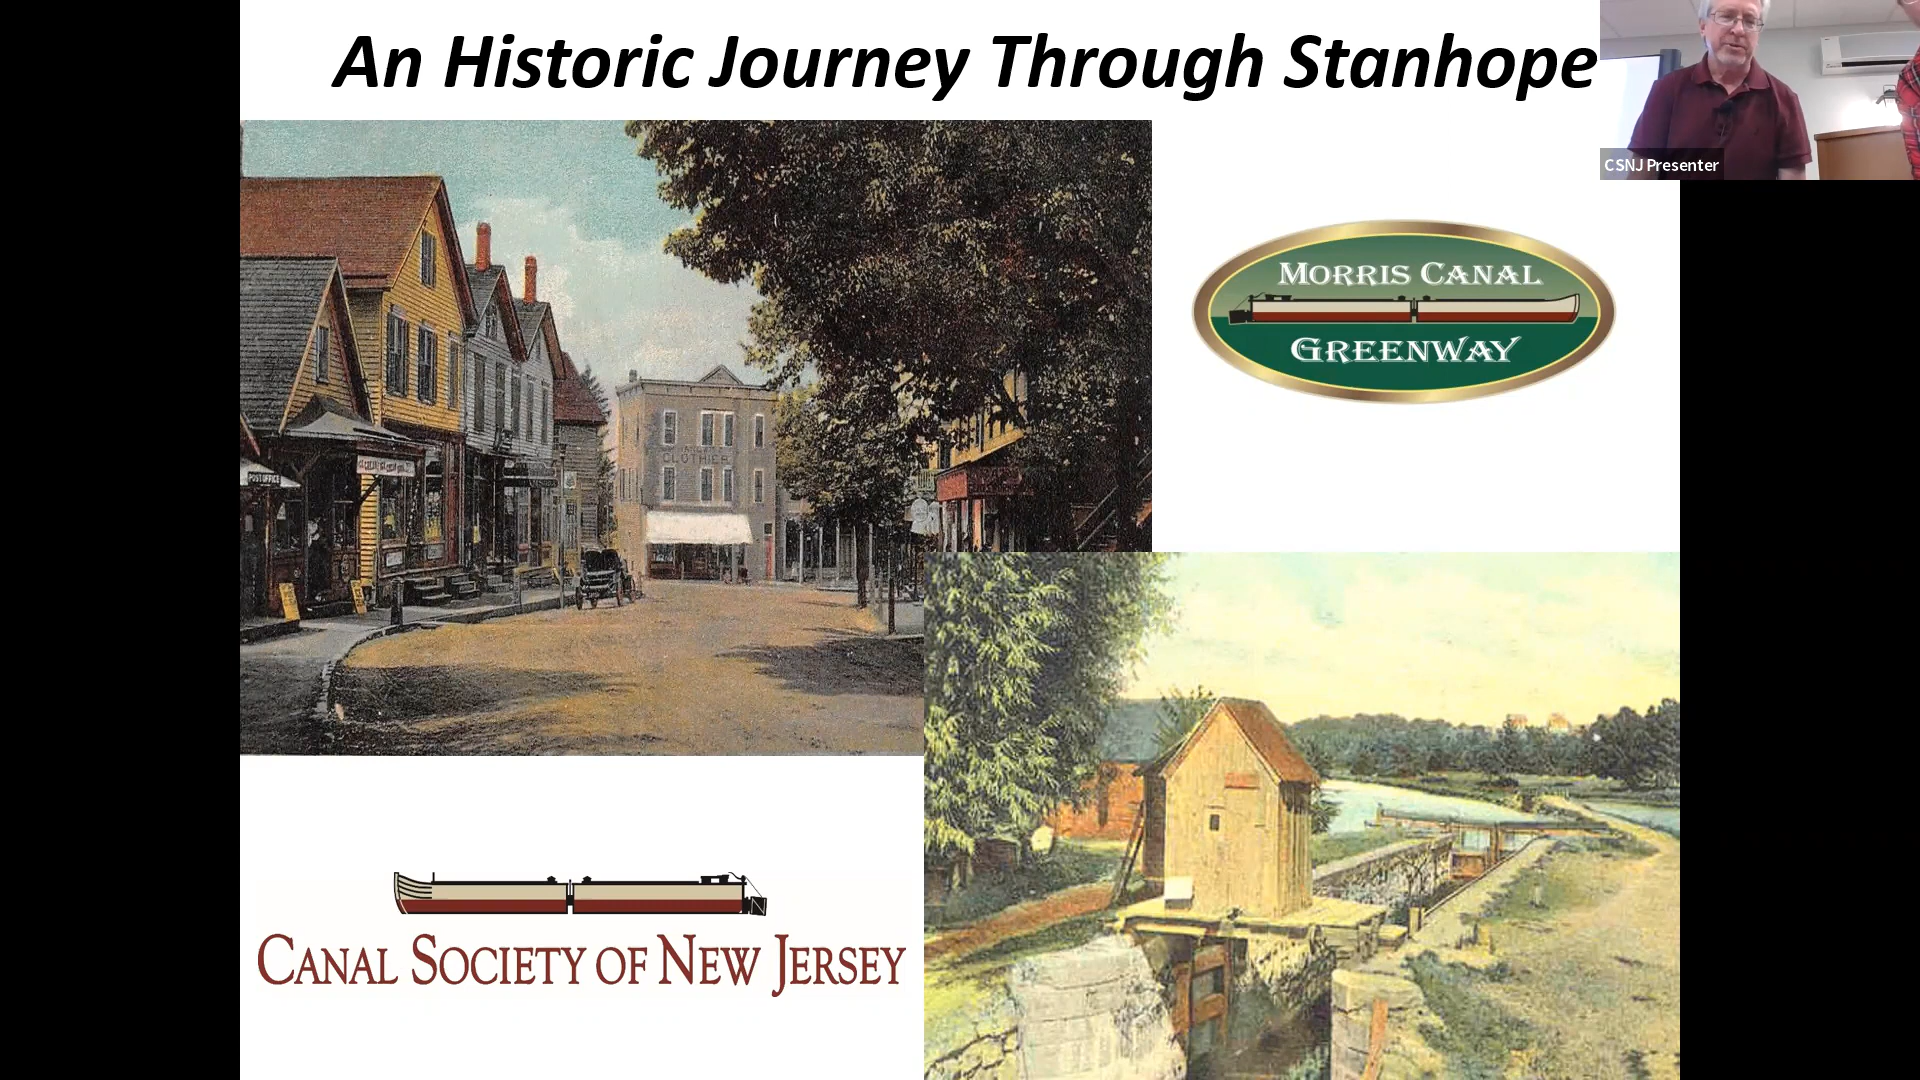 An Historic Journey Through Stanhope
CSNJ Presenter
MORRIS CANAL
GREENWAY
POST OFFICE
CLOTHIER
CANAL SOCIETY OF NEW JERSEY